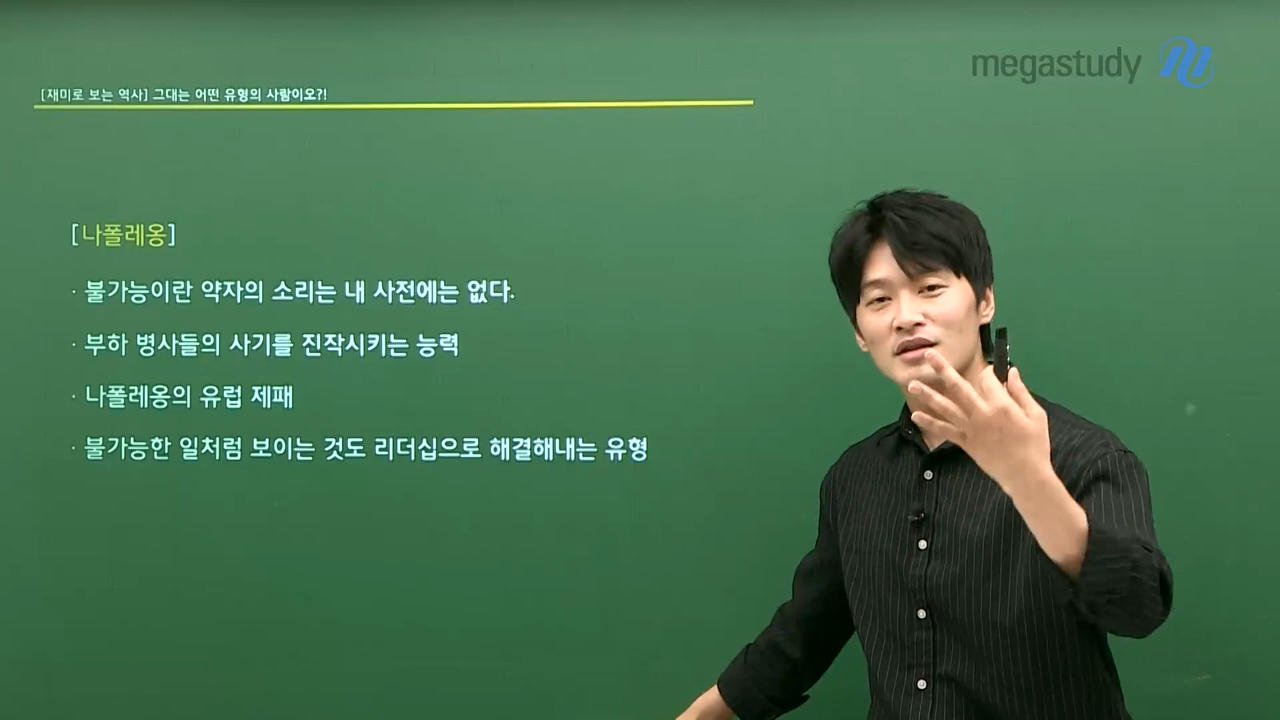 megastudy
[재미로 보는 역사] 그대는 어떤 유형의 사람이오?!
[나폴레옹]
· 불가능이란 약자의 소리는 내 사전에는 없다.
· 부하 병사들의 사기를 진작시키는 능력
· 나폴레옹의 유럽 제패
· 불가능한 일처럼 보이는 것도 리더십으로 해결해내는 유형